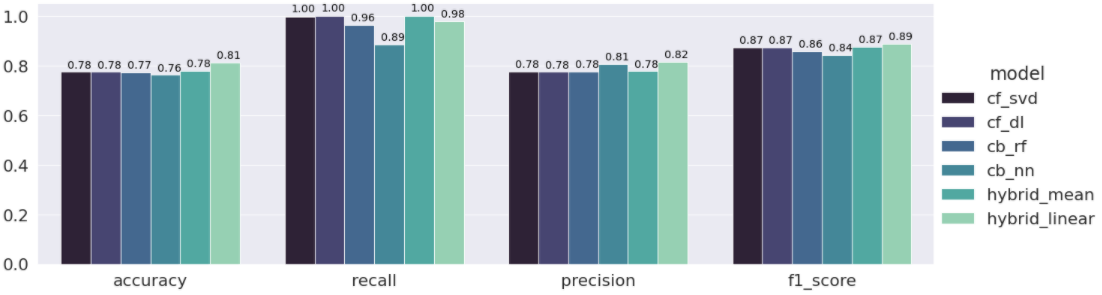 1.0
0.8
0.6
0.4
0.2
0.0
0.78 0.78 0.77 0.76 0.78 0.81
1.00 1.00 0.96 0.89 1.00 0.98
0.78 0.78 0.78 0.81 0.78 0.82
0.87 0.87 0.86 0.84 0.87 0.89
accuracy recall precision f1_score
model
cf_svd
cf_dl
cb_rf
cb_nn
hybrid_mean
hybrid_linear